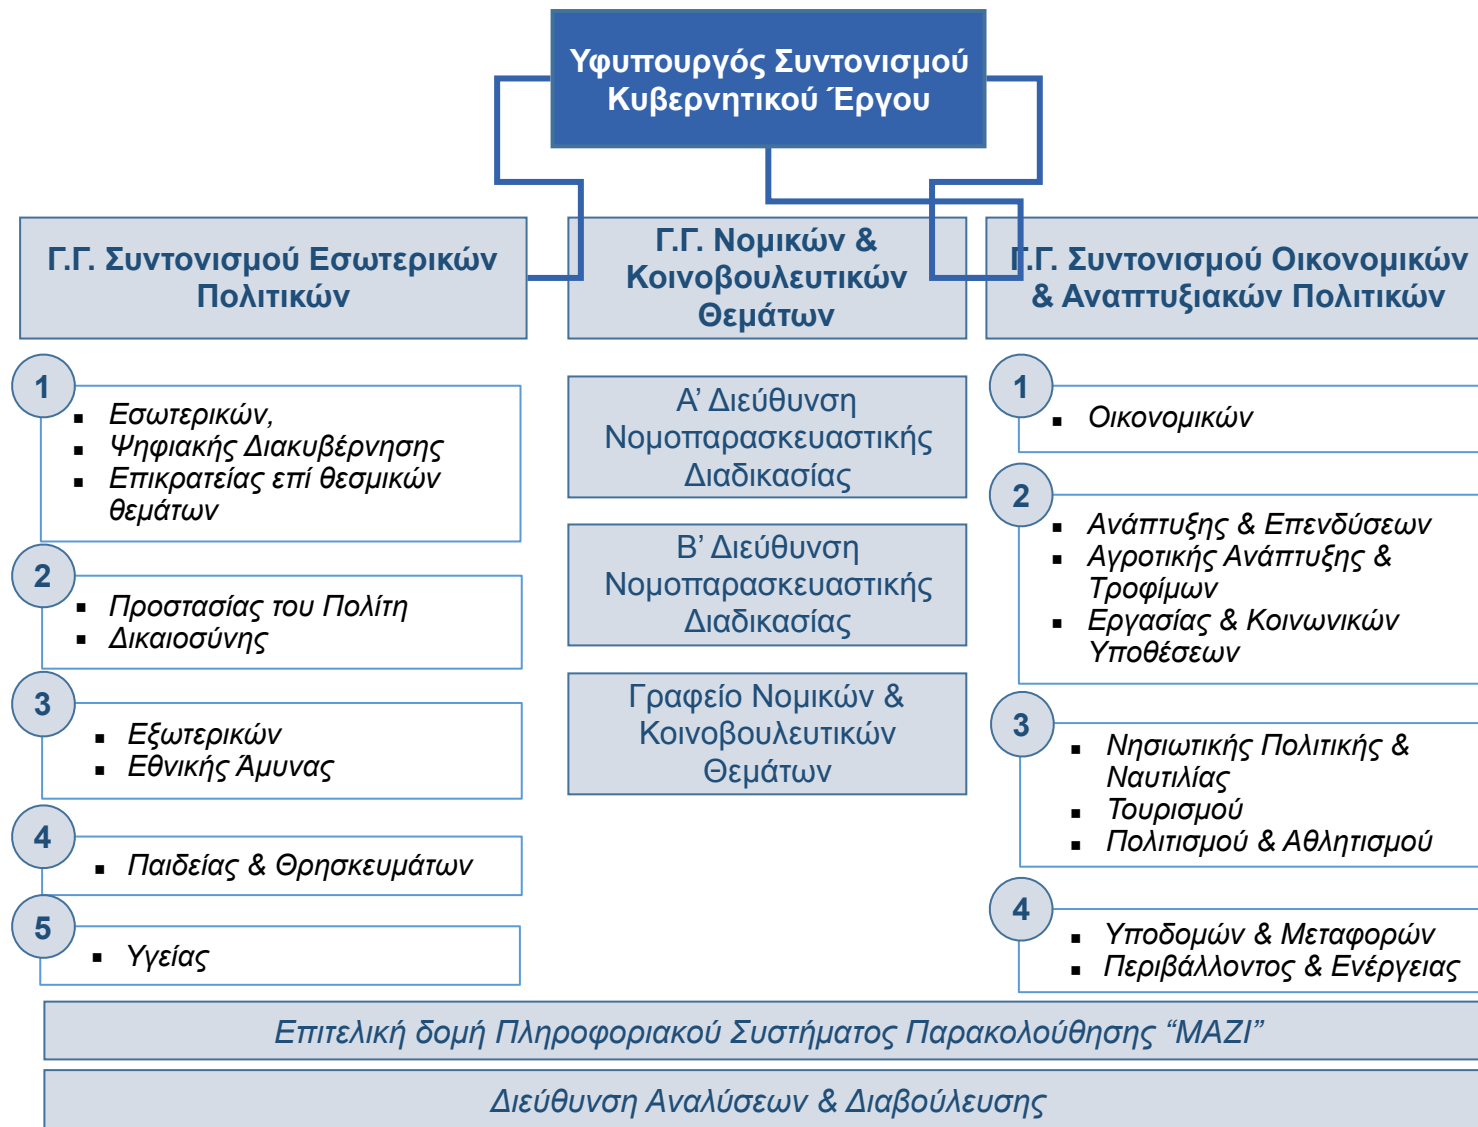 Υφυπουργός Συντονισμού
Κυβερνητικού Έργου
Γ.Γ. Συντονισμού Εσωτερικών
Πολιτικών
Γ.Γ. Νομικών &
Κοινοβουλευτικών
Θεμάτων
Γ.Γ. Συντονισμού Οικονομικών
& Αναπτυξιακών Πολιτικών
1
▪ Εσωτερικών,
▪ Ψηφιακής Διακυβέρνησης
▪ Επικρατείας επί θεσμικών
θεμάτων
2
▪ Προστασίας του Πολίτη
▪ Δικαιοσύνης
3
▪ Εξωτερικών
▪ Εθνικής Άμυνας
4
▪ Παιδείας & Θρησκευμάτων
5
▪ Υγείας
Α’ Διεύθυνση
Νομοπαρασκευαστικής
Διαδικασίας
Β’ Διεύθυνση
Νομοπαρασκευαστικής
Διαδικασίας
Γραφείο Νομικών &
Κοινοβουλευτικών
Θεμάτων
1
▪ Οικονομικών
2
▪ Ανάπτυξης & Επενδύσεων
▪ Αγροτικής Ανάπτυξης &
Τροφίμων
▪ Εργασίας & Κοινωνικών
Υποθέσεων
3
▪ Νησιωτικής Πολιτικής &
Ναυτιλίας
▪ Τουρισμού
▪ Πολιτισμού & Αθλητισμού
4
▪ Υποδομών & Μεταφορών
▪ Περιβάλλοντος & Ενέργειας
Επιτελική δομή Πληροφοριακού Συστήματος Παρακολούθησης “ΜΑΖΙ”
Διεύθυνση Αναλύσεων & Διαβούλευσης